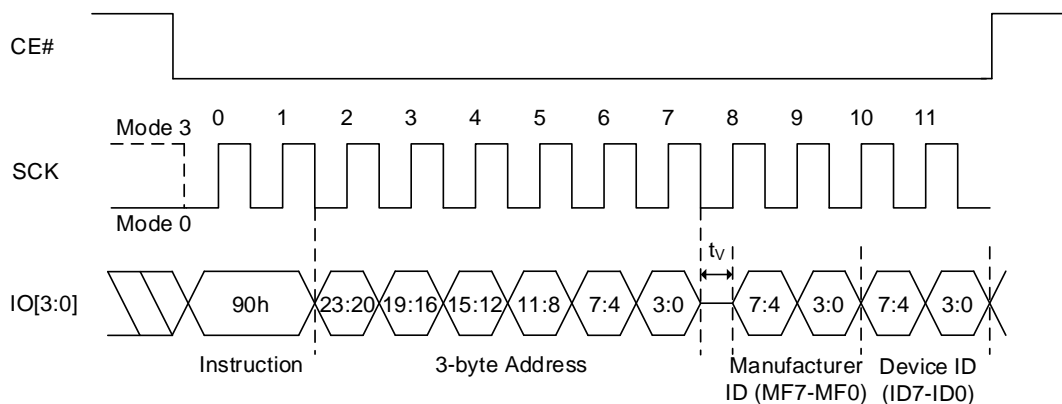 CE#
0 1 2 3 4 5 6 7 8 9 10 11
Mode 3
SCK
Mode 0
tV
IO[3:0] 90h 23:20 19:16 15:12 11:8 7:4 3:0 7:4 3:0 7:4 3:0
Instruction 3-byte Address Manufacturer Device ID
ID (MF7-MF0) (ID7-ID0)